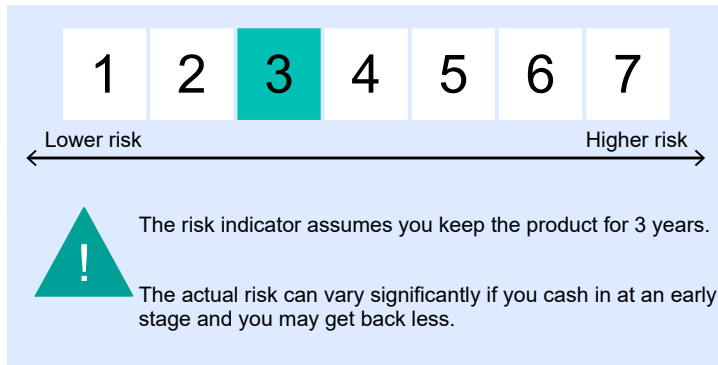 1 2 3 4 5 6 7
Lower risk Higher risk
The risk indicator assumes you keep the product for 3 years.
!
The actual risk can vary significantly if you cash in at an early
stage and you may get back less.